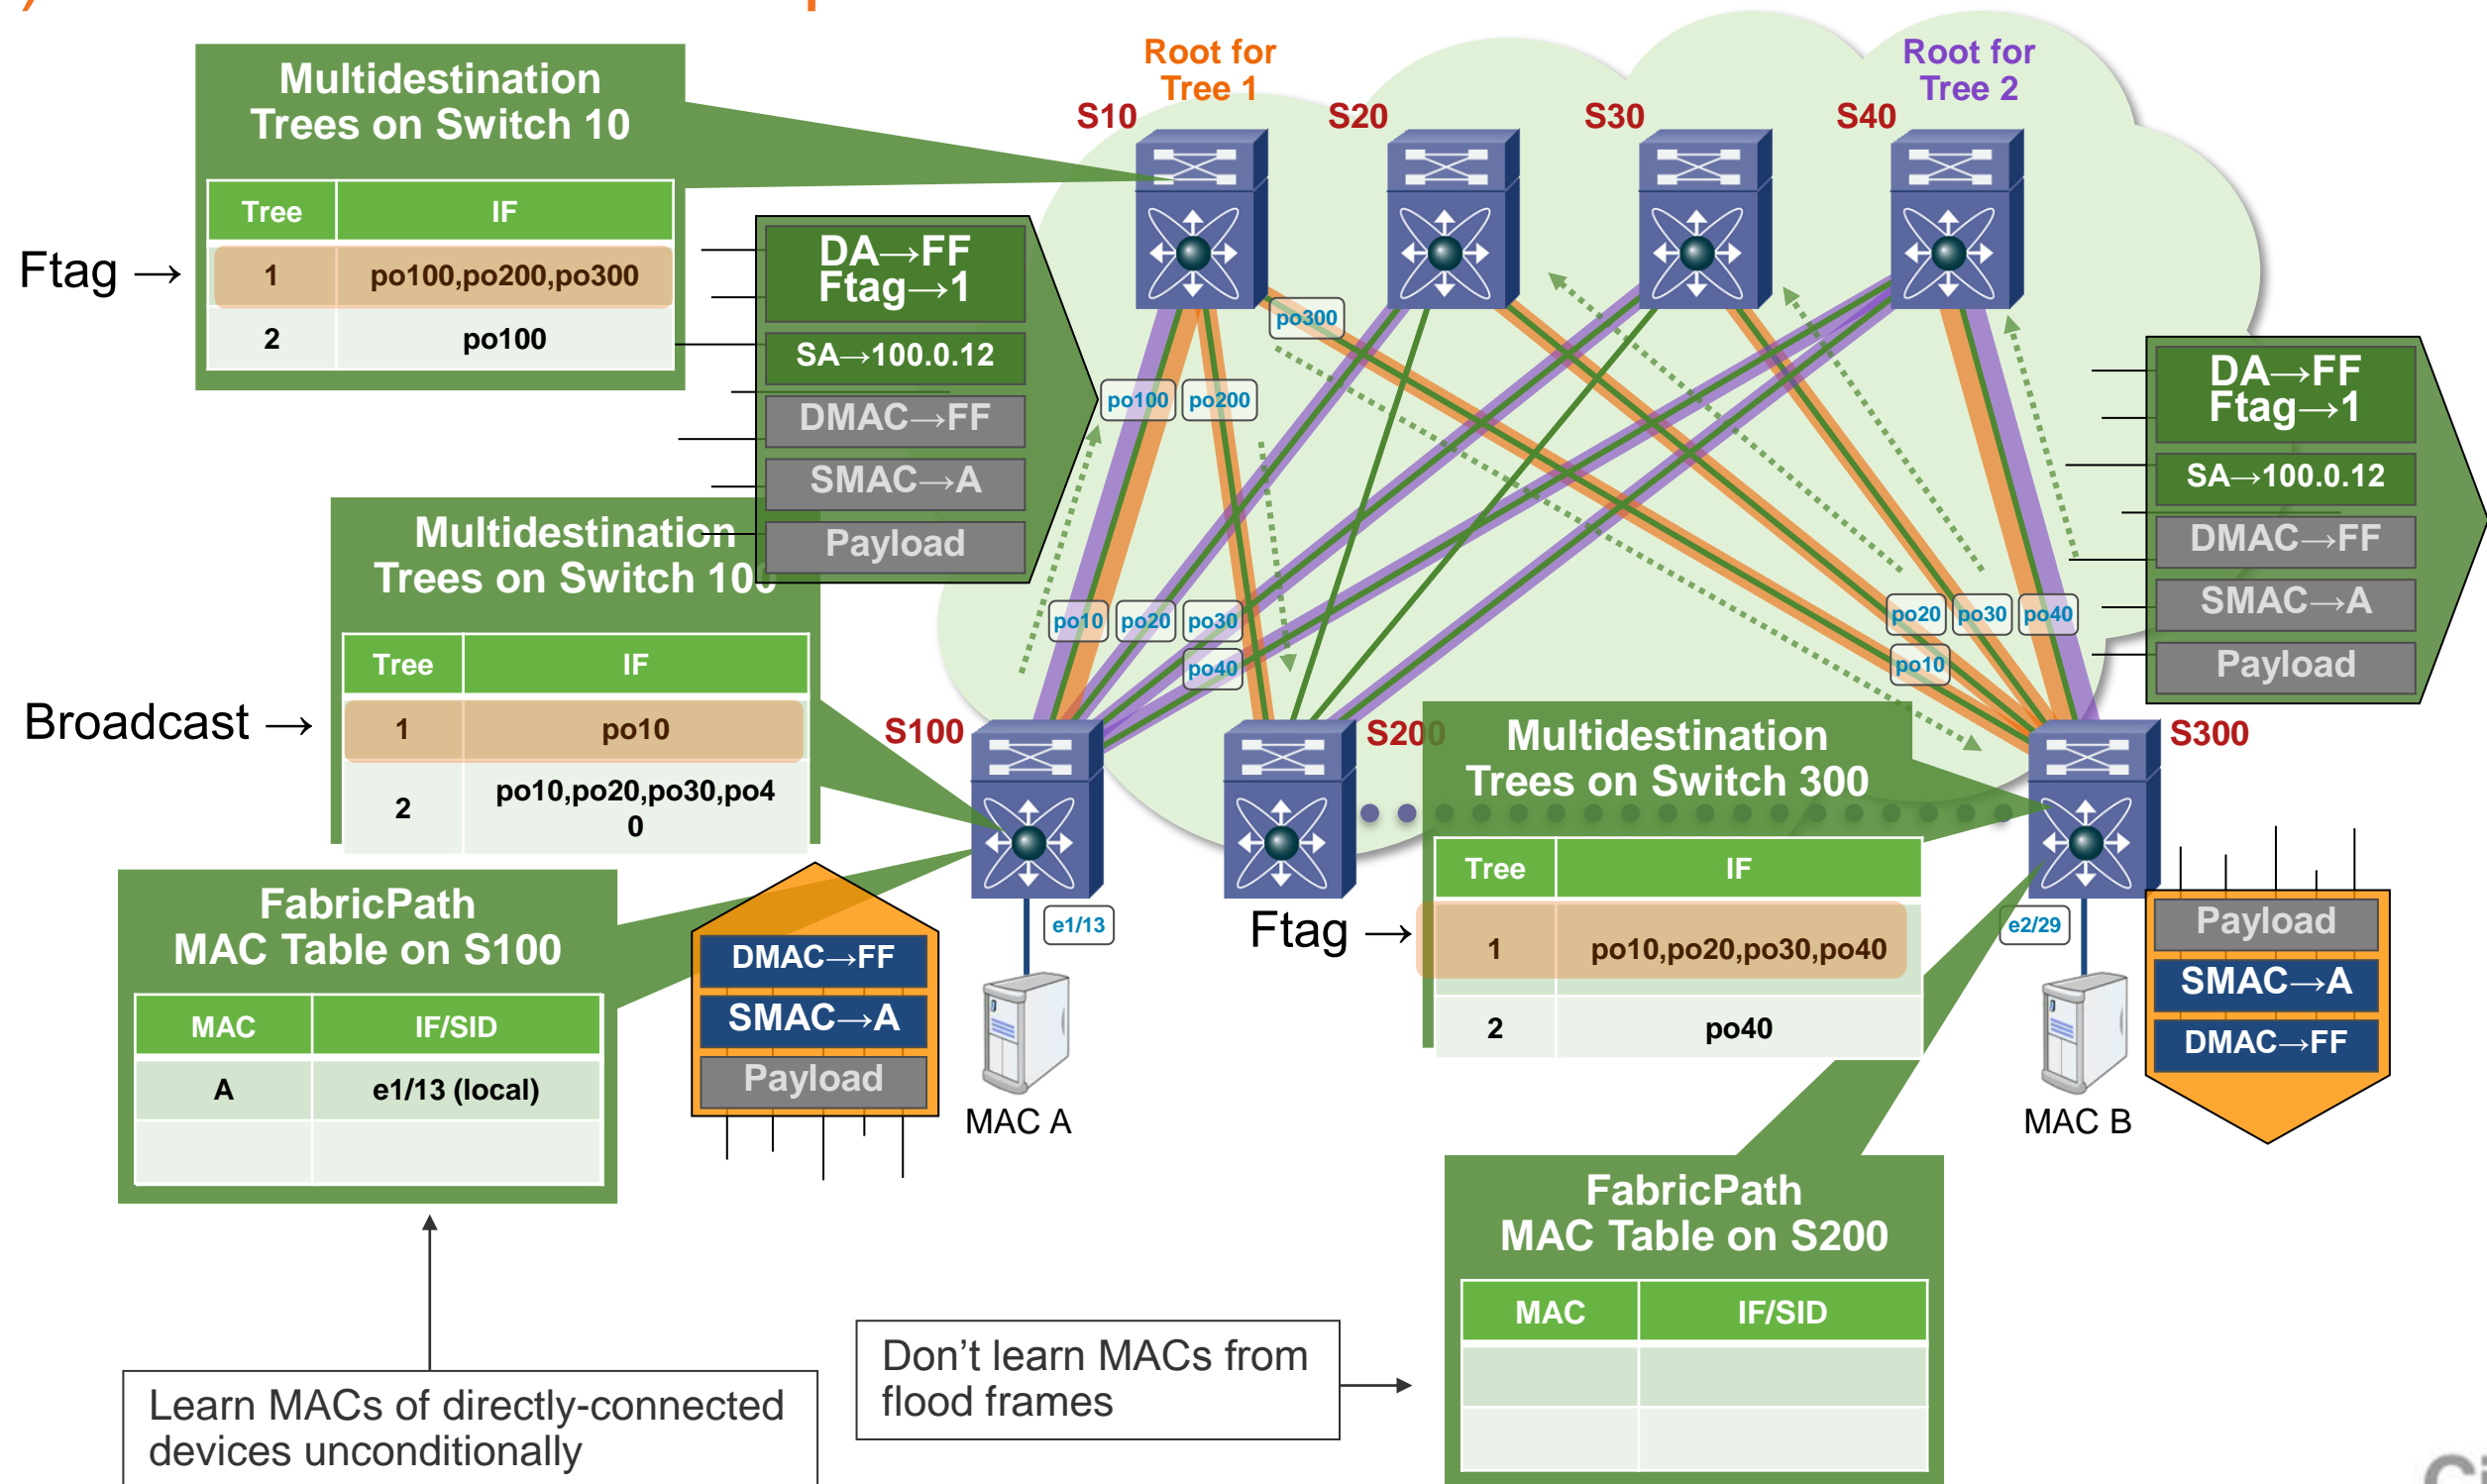 Multidestination
Trees on Switch 10
Tree IF
Ftag →
1 po100,po200,po300
2 po100
Root for
Tree 1
Root for
Tree 2
S10
S20
S30
S40
DA→FF
Ftag→1
SA→100.0.12
DMAC→FF
SMAC→A
Payload
po300
po100
po200
DA→FF
Ftag→1
SA→100.0.12
DMAC→FF
SMAC→A
Payload
Multidestination
Trees on Switch 100
Tree IF
Broadcast →
1 po10
2 po10,po20,po30,po4
0
po10
po20
po30
po40
po20
po30
po40
po10
S100
S200
S300
Multidestination
Trees on Switch 300
Tree IF
Ftag →
1 po10,po20,po30,po40
2 po40
FabricPath
MAC Table on S100
MAC IF/SID
A e1/13 (local)
DMAC→FF
SMAC→A
Payload
e1/13
MAC A
e2/29
MAC B
Payload
SMAC→A
DMAC→FF
FabricPath
MAC Table on S200
MAC IF/SID
Learn MACs of directly-connected
devices unconditionally
Don’t learn MACs from
flood frames